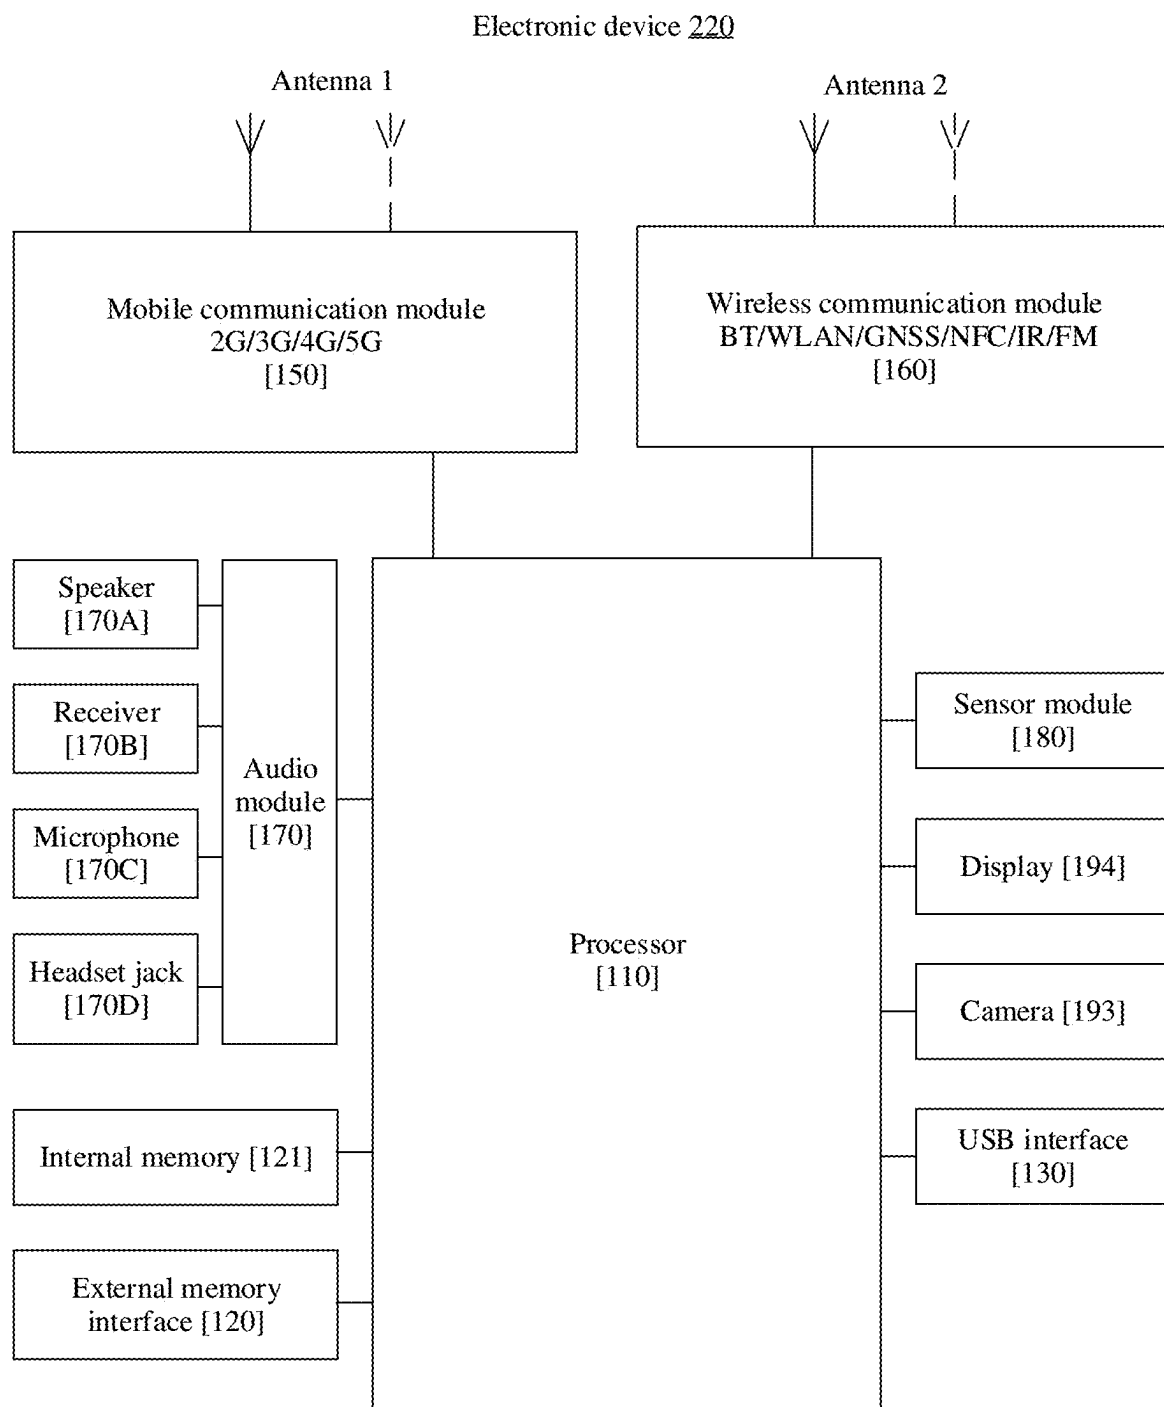 Electronic device 220
Antenna 1
Antenna 2
Mobile communication module
2G/3G/4G/5G
[150]
Wireless communication module
BT/WLAN/GNSS/NFC/IR/FM
[160]
Speaker
[170A]
Receiver
[170B]
Microphone
[170C]
Headset jack
[170D]
Audio
module
[170]
Internal memory [121]
External memory
interface [120]
Processor
[110]
Sensor module
[180]
Display [194]
Camera [193]
USB interface
[130]